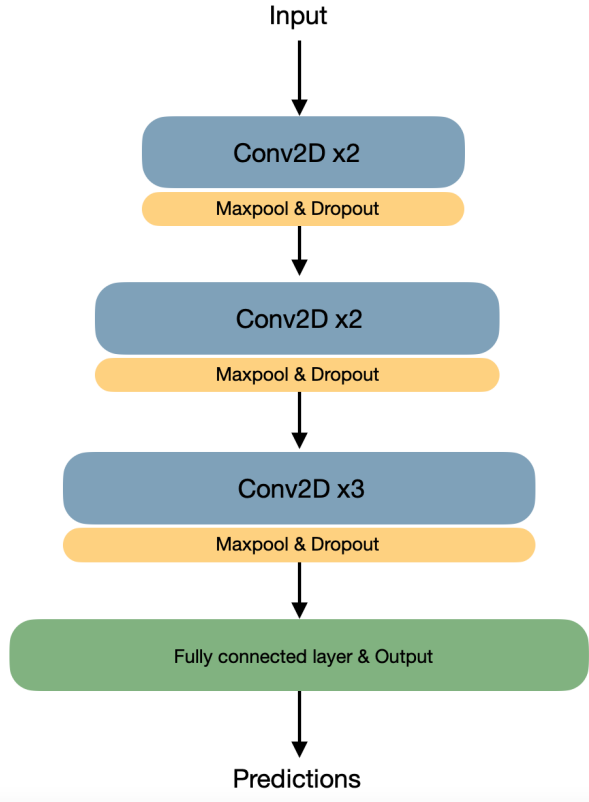 Input
Conv2D x2
Maxpool & Dropout
Conv2D x2
Maxpool & Dropout
Conv2D x3
Maxpool & Dropout
Fully connected layer & Output
Predictions